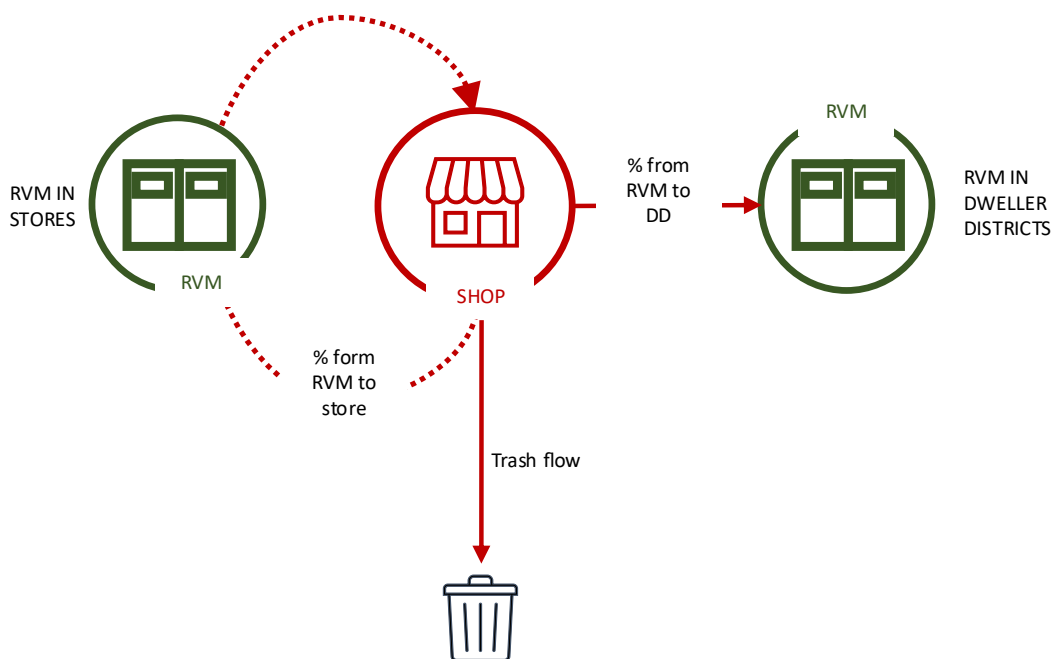 RVM IN
STORES
RVM
SHOP
% from
RVM to
DD
RVM
RVM IN
DWELLER
DISTRICTS
% form
RVM to
store
Trash flow